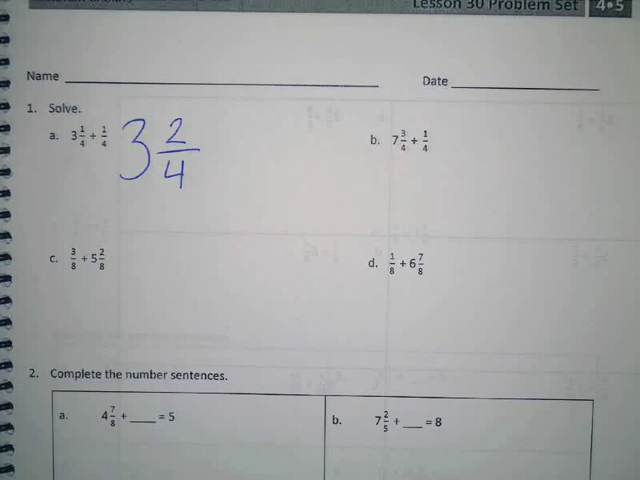 Lesson 30 Problem Set 4•5
Name ____ Date ____
1. Solve.
a. 3 1/4 + 1/4 3 2/4
b. 7 3/4 + 1/4
c. 3/8 + 5 2/8
d. 1/8 + 6 7/8
2. Complete the number sentences.
a. 4 7/8 + ____ = 5
b. 7 2/5 + ____ = 8